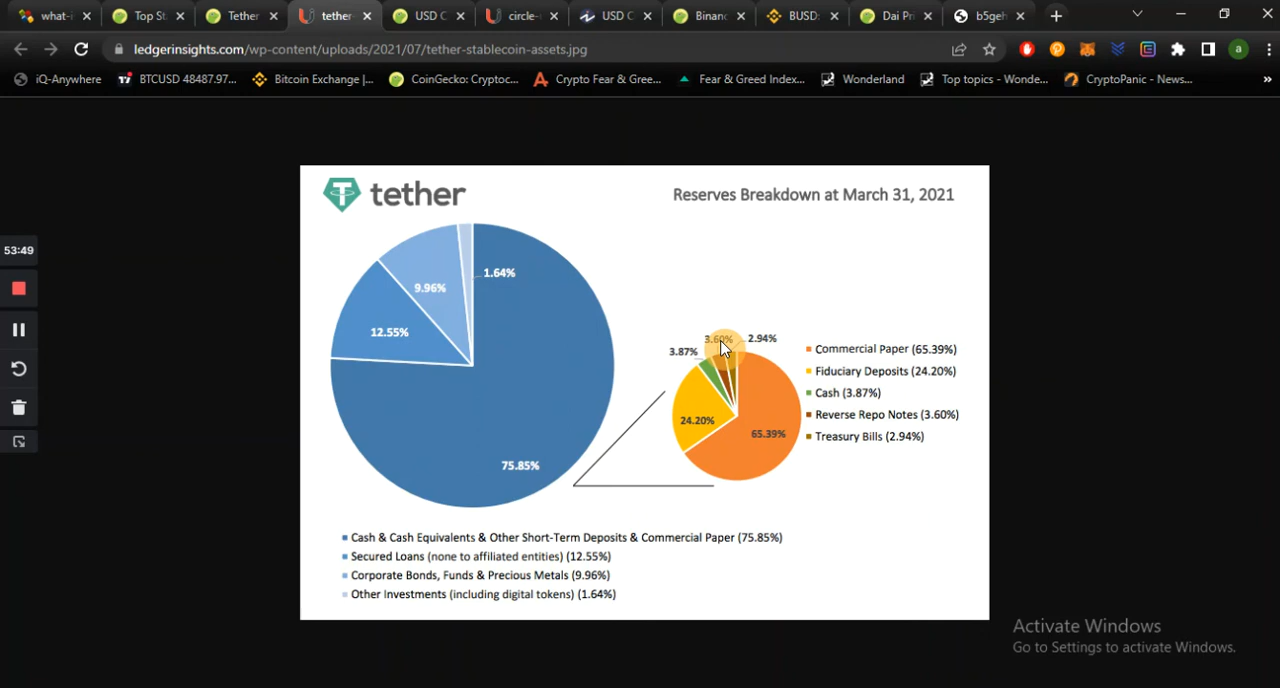 what-i
Top St
Tether
tether-
USD C
circle-
USD C
Binanc
BUSD:
Dai Pri
b5geh
ledgerinsights.com/wp-content/uploads/2021/07/tether-stablecoin-assets.jpg
a
iQ-Anywhere
BTCUSD 48487.97...
Bitcoin Exchange |...
CoinGecko: Cryptoc...
Crypto Fear & Gree...
Fear & Greed Index...
Wonderland
Top topics - Wonde...
CryptoPanic - News...
»
tether
Reserves Breakdown at March 31, 2021
53:49
1.64%
9.96%
12.55%
75.85%
3.87%
3.60%
2.94%
24.20%
65.39%
Commercial Paper (65.39%)
Fiduciary Deposits (24.20%)
Cash (3.87%)
Reverse Repo Notes (3.60%)
Treasury Bills (2.94%)
Cash & Cash Equivalents & Other Short-Term Deposits & Commercial Paper (75.85%)
Secured Loans (none to affiliated entities) (12.55%)
Corporate Bonds, Funds & Precious Metals (9.96%)
Other Investments (including digital tokens) (1.64%)
Activate Windows
Go to Settings to activate Windows.